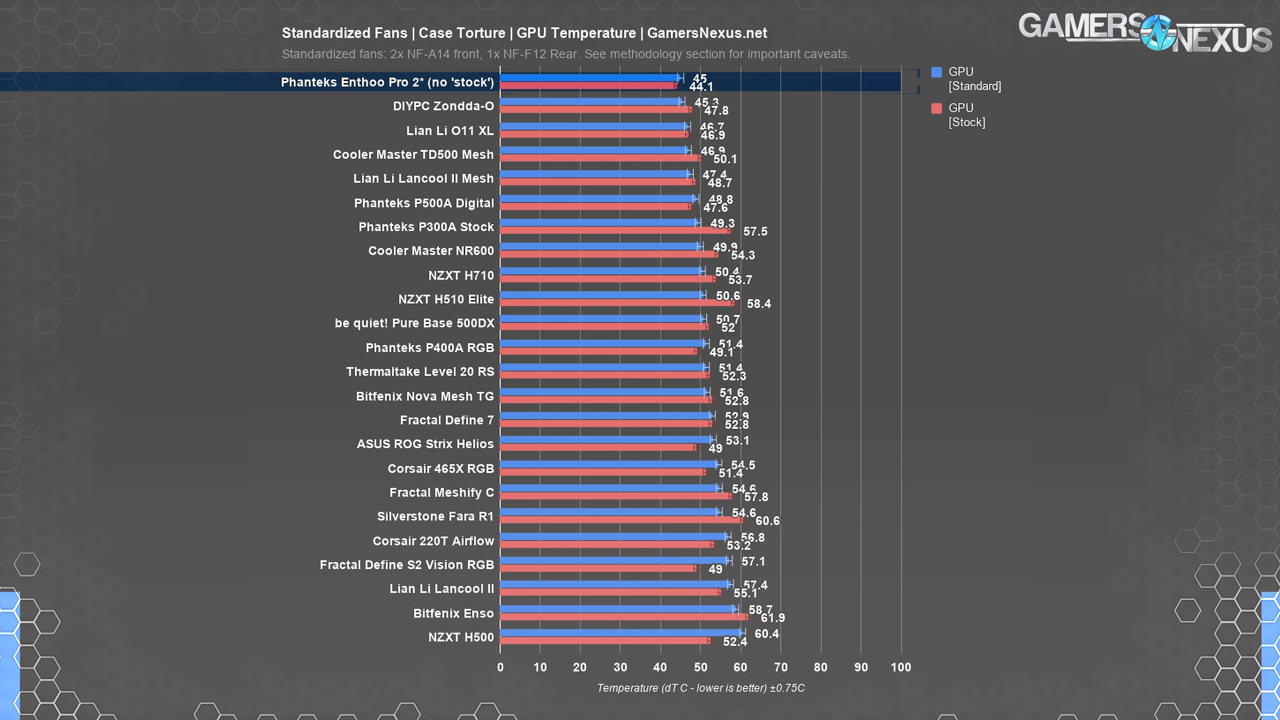 Standardized Fans | Case Torture | GPU Temperature | GamersNexus.net
Standardized fans: 2x NF-A14 front, 1x NF-F12 Rear. See methodology section for important caveats.
GAMERS NEXUS
GPU
[Standard]
GPU
[Stock]
Phanteks Enthoo Pro 2* (no 'stock') 45 44.1
DIYPC Zondda-O 45.3 47.8
Lian Li O11 XL 46.7 46.9
Cooler Master TD500 Mesh 46.9 50.1
Lian Li Lancool II Mesh 47.4 48.7
Phanteks P500A Digital 48.8 47.6
Phanteks P300A Stock 49.3 57.5
Cooler Master NR600 49.9 54.3
NZXT H710 50.4 53.7
NZXT H510 Elite 50.6 58.4
be quiet! Pure Base 500DX 50.7 52
Phanteks P400A RGB 51.4 49.1
Thermaltake Level 20 RS 51.4 52.3
Bitfenix Nova Mesh TG 51.6 52.8
Fractal Define 7 52.9 52.8
ASUS ROG Strix Helios 53.1 49
Corsair 465X RGB 54.5 51.4
Fractal Meshify C 54.6 57.8
Silverstone Fara R1 54.6 60.6
Corsair 220T Airflow 56.8 53.2
Fractal Define S2 Vision RGB 57.1 49
Lian Li Lancool II 57.4 55.1
Bitfenix Enso 58.7 61.9
NZXT H500 60.4 52.4
0 10 20 30 40 50 60 70 80 90 100
Temperature (dT C - lower is better) ±0.75C